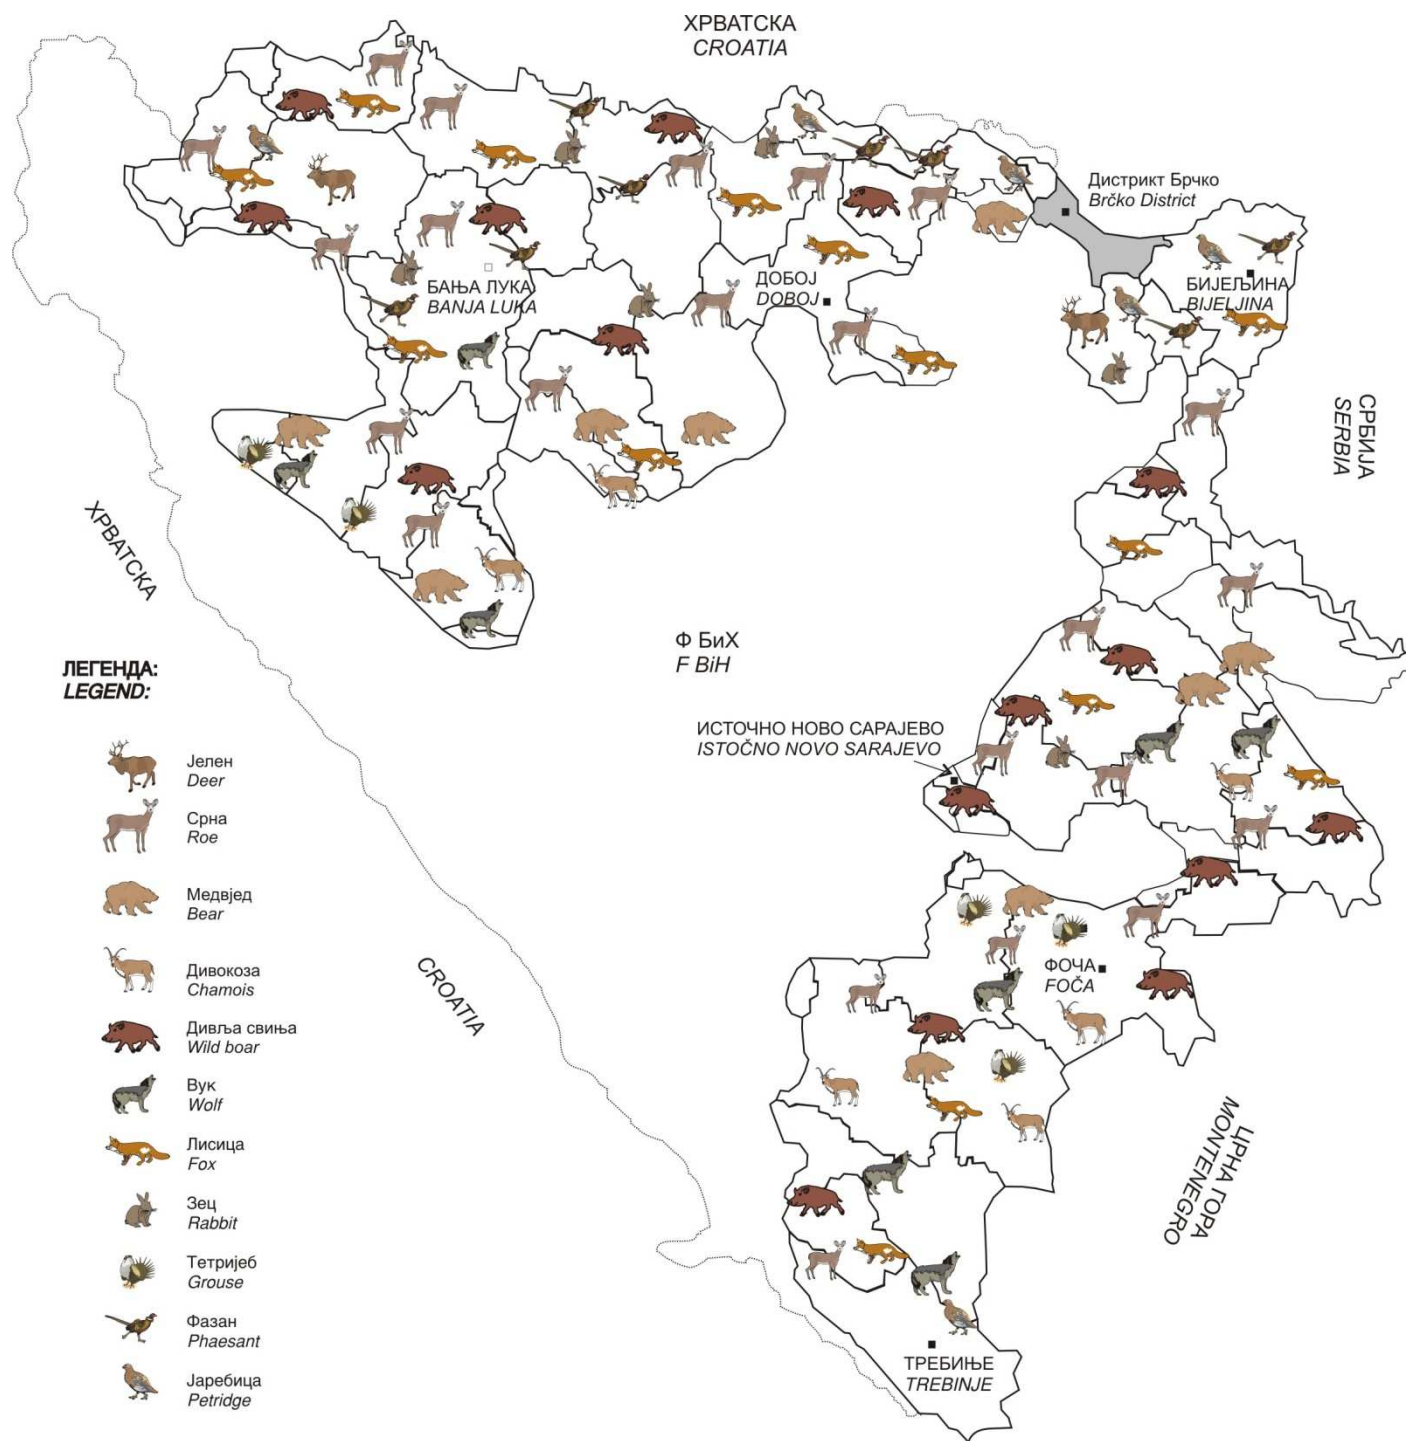 ХРВАТСКА
CROATIA
Дистрикт Брчко
Brčko District
БАЊА ЛУКА
BANJA LUKA
ДОБОЈ
DOBOJ
БИЈЕЉИНА
BIJELJINA
СРБИЈА
SERBIA
ХРВАТСКА
CROATIA
Ф БиХ
F BiH
ИСТОЧНО НОВО САРАЈЕВО
ISTOČNO NOVO SARAJEVO
ФОЧА
FOČA
ЦРНА ГОРА
MONTENEGRO
ТРЕБИЊЕ
TREBINJE
ЛЕГЕНДА:
LEGEND:
Јелен
Deer
Срна
Roe
Медвјед
Bear
Дивокоза
Chamois
Дивља свиња
Wild boar
Вук
Wolf
Лисица
Fox
Зец
Rabbit
Тетријеб
Grouse
Фазан
Phaesant
Јаребица
Petridge